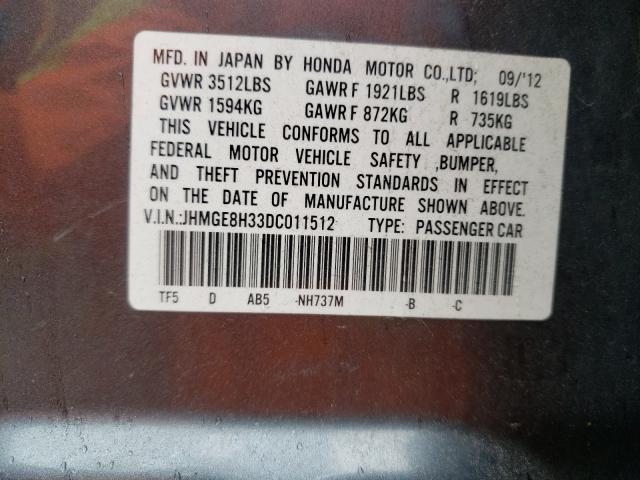 MFD. IN JAPAN BY HONDA MOTOR CO.,LTD; 09/'12
GVWR 3512LBS GAWR F 1921LBS R 1619LBS
GVWR 1594KG GAWR F 872KG R 735KG
THIS VEHICLE CONFORMS TO ALL APPLICABLE
FEDERAL MOTOR VEHICLE SAFETY ,BUMPER,
AND THEFT PREVENTION STANDARDS IN EFFECT
ON THE DATE OF MANUFACTURE SHOWN ABOVE.
V.I.N.:JHMGE8H33DC011512 TYPE: PASSENGER CAR
TF5 D AB5 -NH737M -B -C